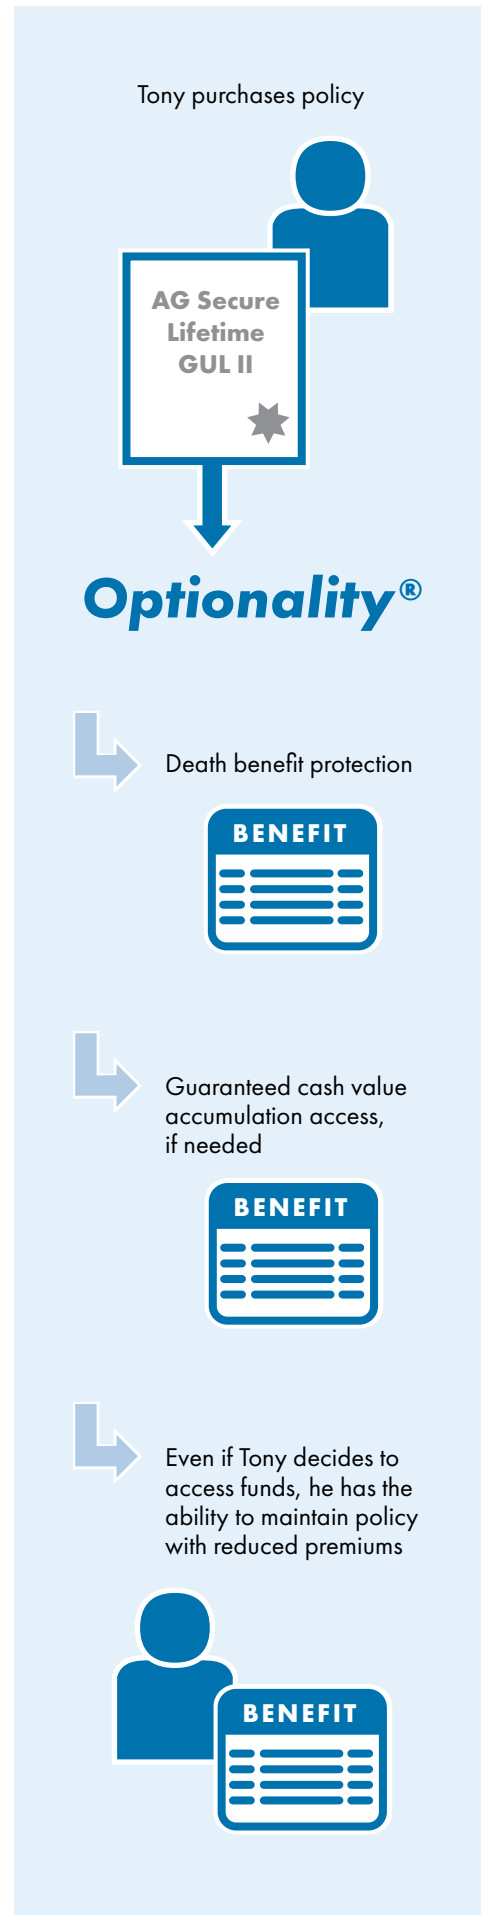 Tony purchases policy
AG Secure
Lifetime
GUL II
Optionality®
Death benefit protection
BENEFIT
Guaranteed cash value
accumulation access,
if needed
BENEFIT
Even if Tony decides to
access funds, he has the
ability to maintain policy
with reduced premiums
BENEFIT